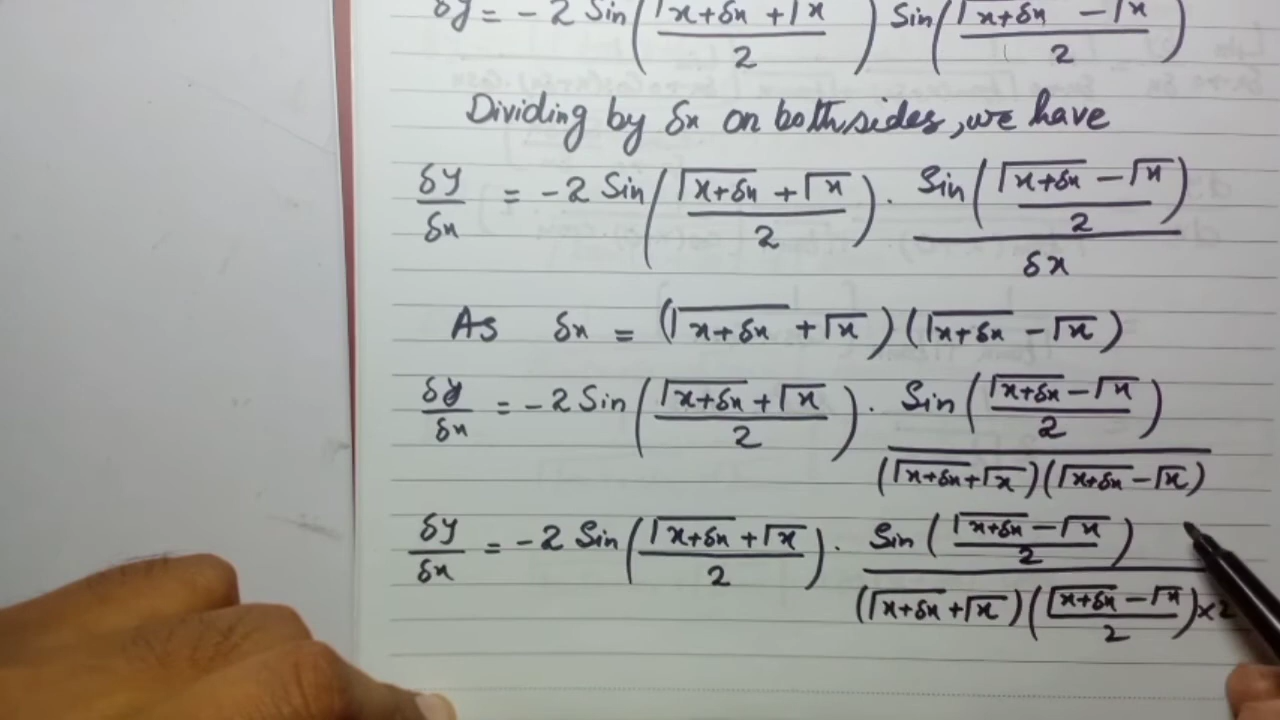 δy = -2 Sin(√x+δx + √x / 2) Sin(√x+δx - √x / 2)
Dividing by δx on both sides, we have
δy/δx = -2 Sin(√x+δx + √x / 2) . Sin(√x+δx - √x / 2) / δx
As δx = (√x+δx + √x)(√x+δx - √x)
δy/δx = -2 Sin(√x+δx + √x / 2) . Sin(√x+δx - √x / 2) / (√x+δx + √x)(√x+δx - √x)
δy/δx = -2 Sin(√x+δx + √x / 2) . Sin(√x+δx - √x / 2) / (√x+δx + √x)(√x+δx - √x / 2) × 2